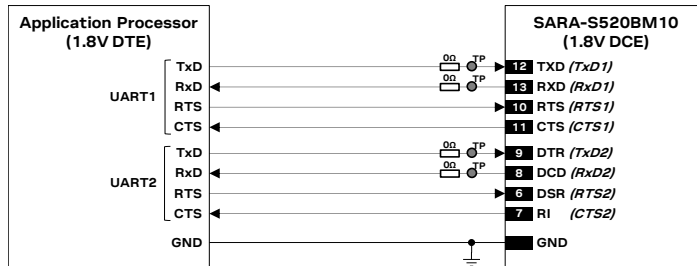 Application Processor
(1.8V DTE)
SARA-S520BM10
(1.8V DCE)
TxD 0Ω TP 12 TXD (TxD1)
RxD 0Ω TP 13 RXD (RxD1)
UART1
RTS 10 RTS (RTS1)
CTS 11 CTS (CTS1)
TxD 0Ω TP 9 DTR (TxD2)
RxD 0Ω TP 8 DCD (RxD2)
UART2
RTS 6 DSR (RTS2)
CTS 7 RI (CTS2)
GND GND